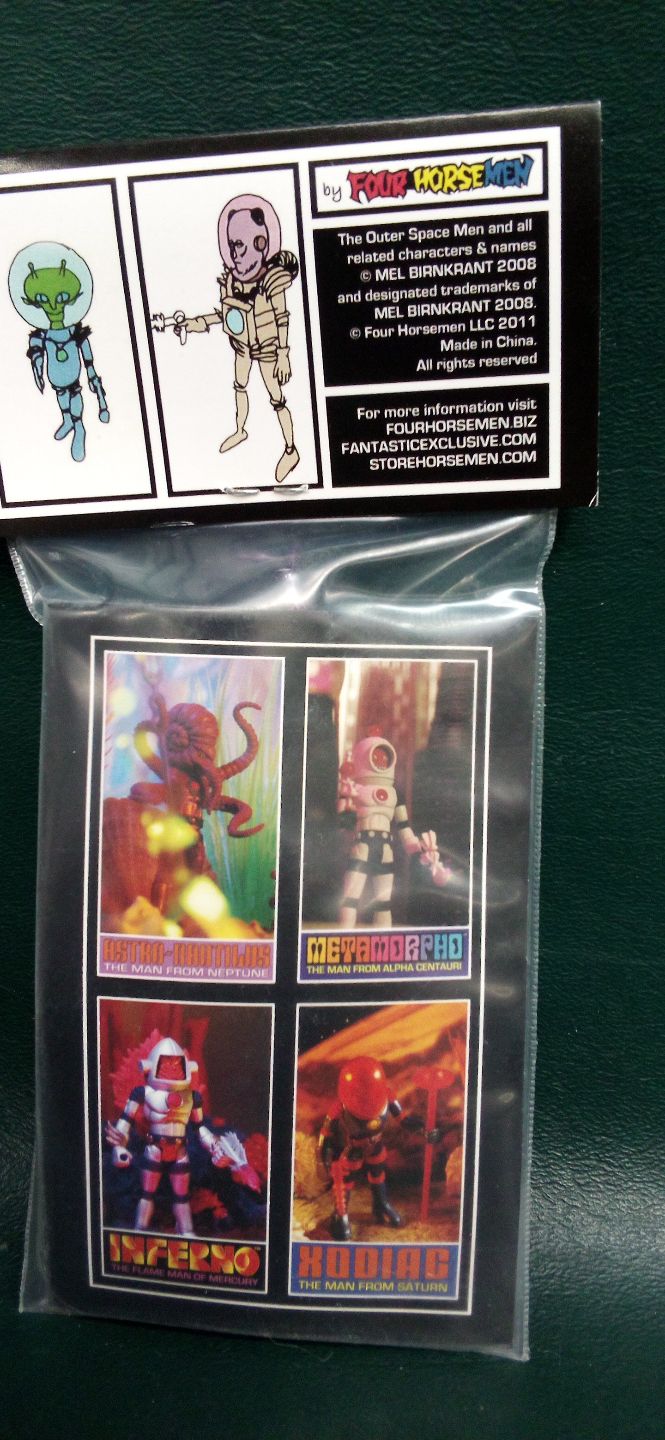 by FOUR HORSEMEN
The Outer Space Men and all
related characters & names
© MEL BIRNKRANT 2008
and designated trademarks of
MEL BIRNKRANT 2008.
© Four Horsemen LLC 2011
Made in China.
All rights reserved
For more information visit
FOURHORSEMEN.BIZ
FANTASTICEXCLUSIVE.COM
STOREHORSEMEN.COM
ASTRO-NAUTILUS
THE MAN FROM NEPTUNE
METAMORPHO
THE MAN FROM ALPHA CENTAURI
INFERNO™
THE FLAME MAN OF MERCURY
XODIAC
THE MAN FROM SATURN